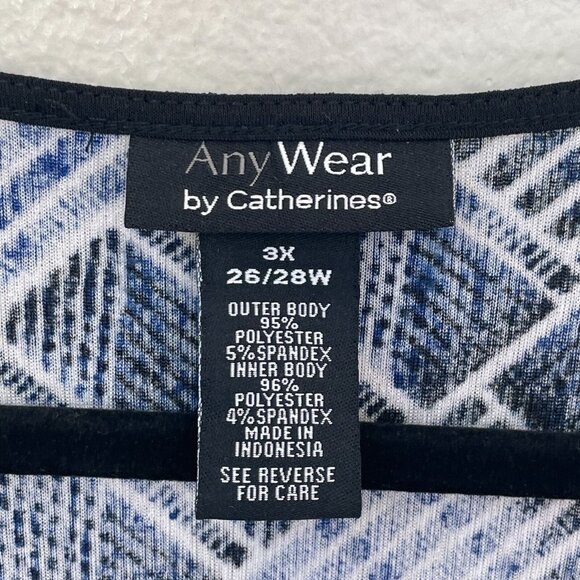 Any Wear
by Catherines®
3X
26/28W
OUTER BODY
95%
POLYESTER
5% SPANDEX
INNER BODY
96%
POLYESTER
4% SPANDEX
MADE IN
INDONESIA
SEE REVERSE
FOR CARE